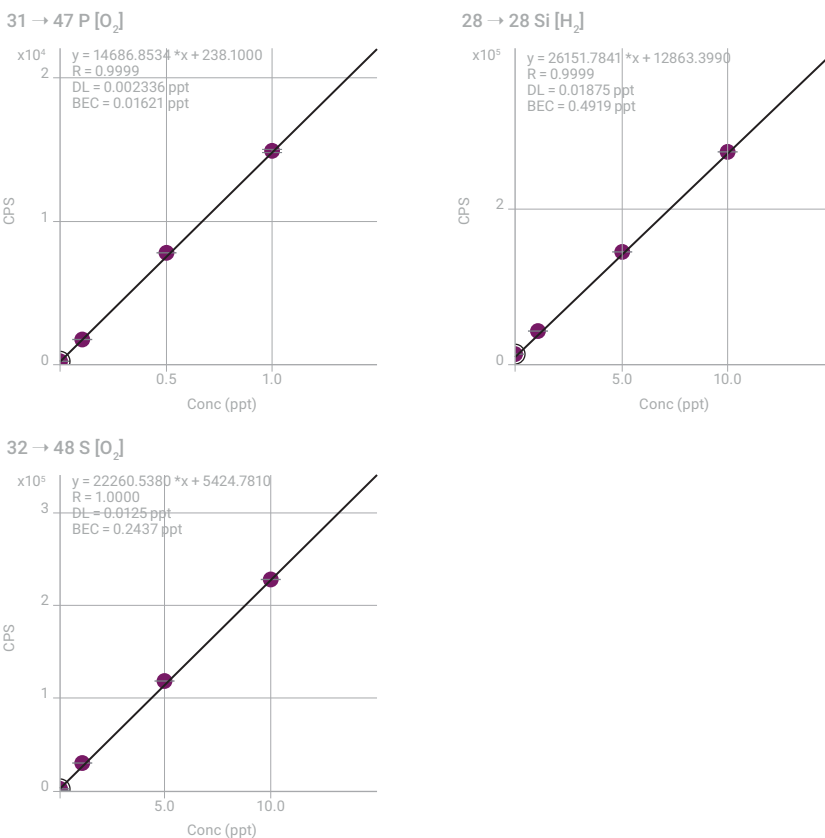 31 → 47 P [O₂]
x10⁴
y = 14686.8534 *x + 238.1000
R = 0.9999
DL = 0.002336 ppt
BEC = 0.01621 ppt
2
1
0
CPS
0.5
1.0
Conc (ppt)
28 → 28 Si [H₂]
x10⁵
y = 26151.7841 *x + 12863.3990
R = 0.9999
DL = 0.01875 ppt
BEC = 0.4919 ppt
2
0
CPS
5.0
10.0
Conc (ppt)
32 → 48 S [O₂]
x10⁵
y = 22260.5380 *x + 5424.7810
R = 1.0000
DL = 0.0125 ppt
BEC = 0.2437 ppt
3
2
1
0
CPS
5.0
10.0
Conc (ppt)